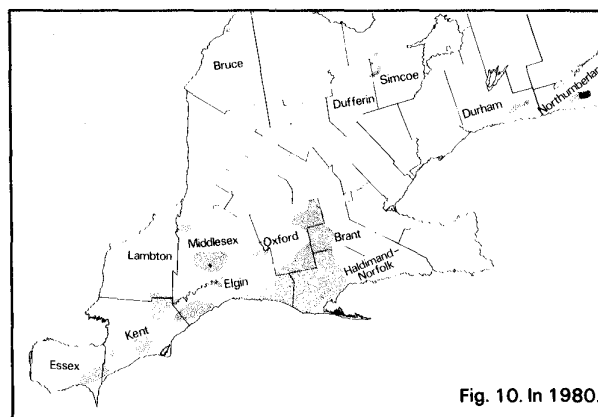 Bruce
Simcoe
Dufferin
Durham
Northumberlan
Middlesex
Oxford
Brant
Lambton
Haldimand-
Norfolk
Elgin
Kent
Essex
Fig. 10. In 1980.